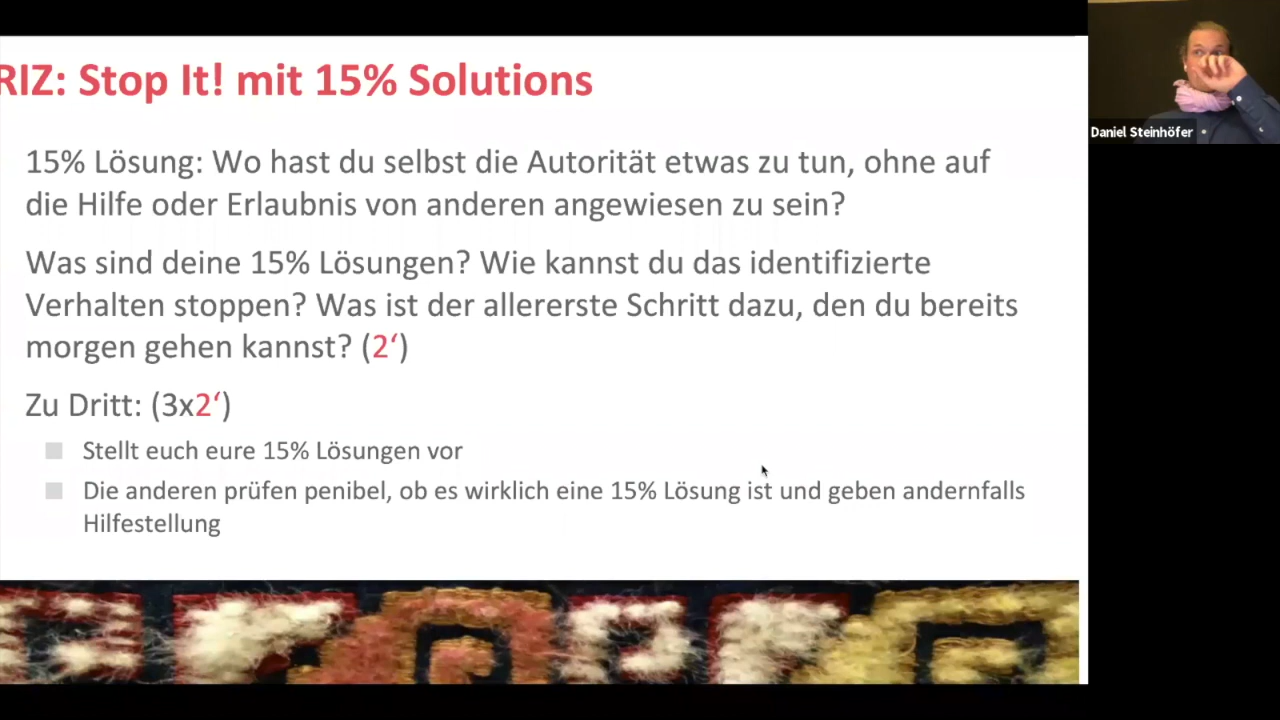 RIZ: Stop It! mit 15% Solutions
Daniel Steinhöfer
15% Lösung: Wo hast du selbst die Autorität etwas zu tun, ohne auf
die Hilfe oder Erlaubnis von anderen angewiesen zu sein?
Was sind deine 15% Lösungen? Wie kannst du das identifizierte
Verhalten stoppen? Was ist der allererste Schritt dazu, den du bereits
morgen gehen kannst? (2‘)
Zu Dritt: (3x2‘)
Stellt euch eure 15% Lösungen vor
Die anderen prüfen penibel, ob es wirklich eine 15% Lösung ist und geben andernfalls
Hilfestellung